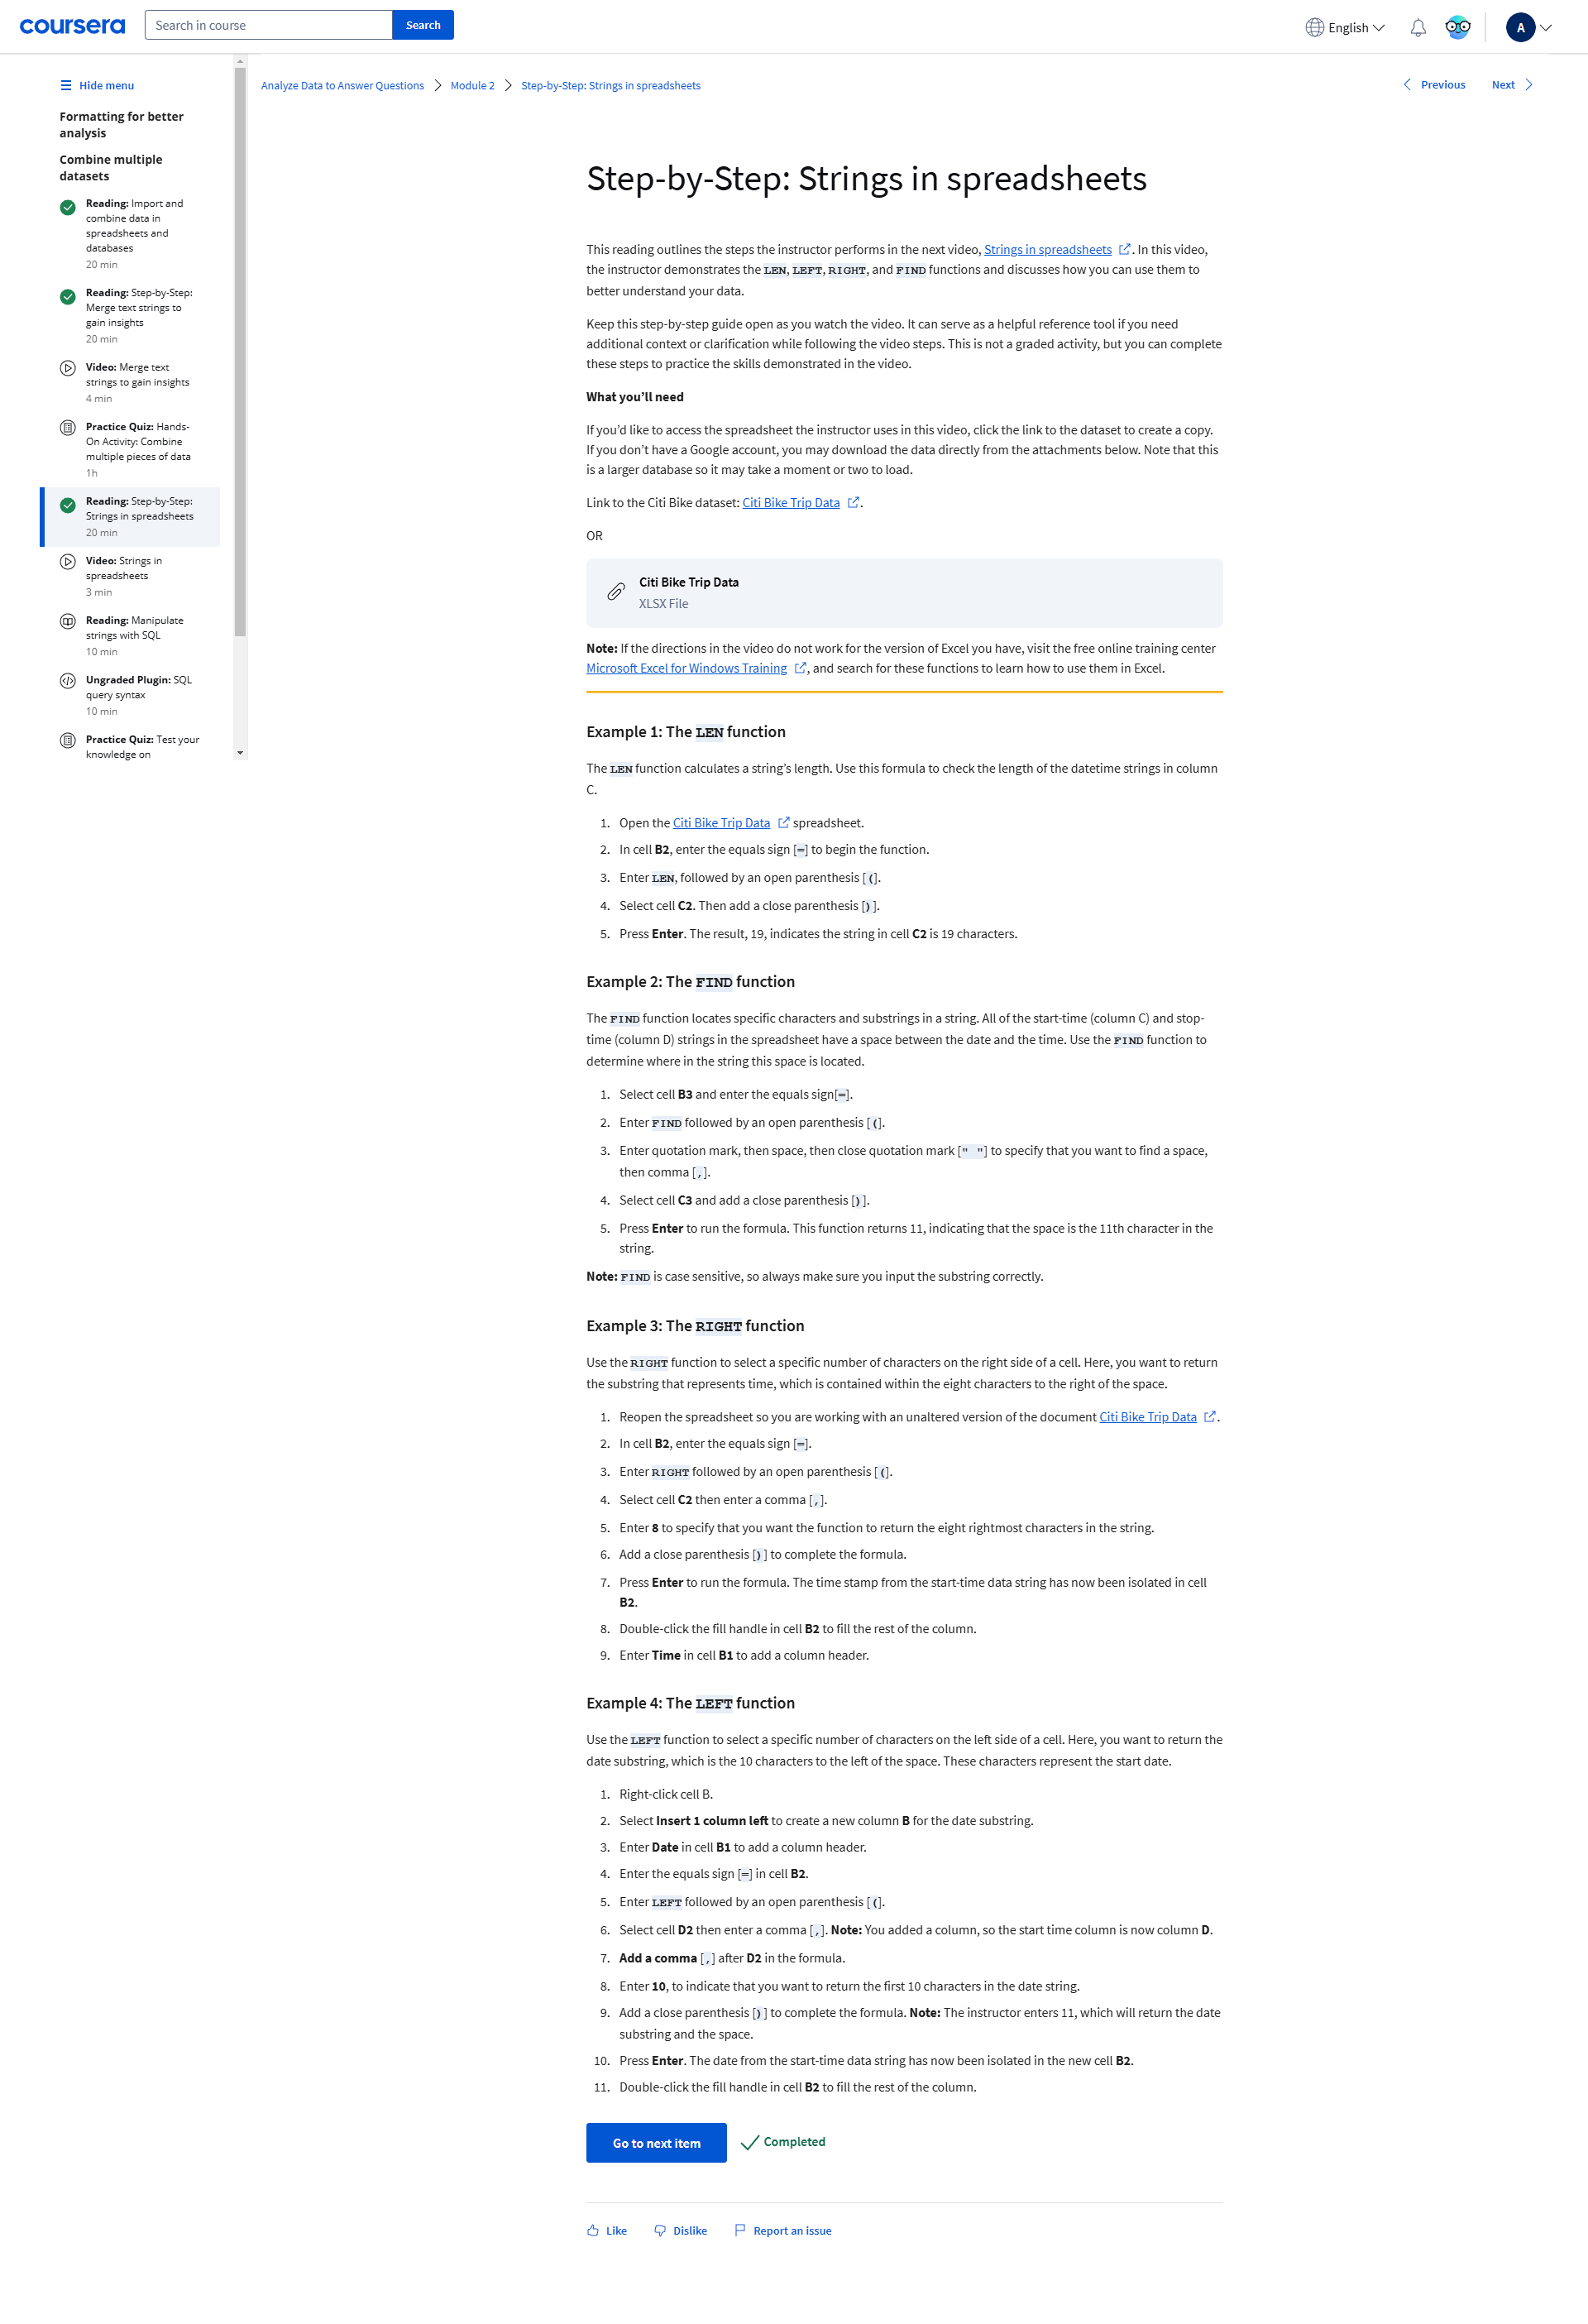 coursera
Search in course
Search
English
A
Hide menu
Formatting for better
analysis
Combine multiple
datasets
Reading: Import and
combine data in
spreadsheets and
databases
20 min
Reading: Step-by-Step:
Merge text strings to
gain insights
20 min
Video: Merge text
strings to gain insights
4 min
Practice Quiz: Hands-
On Activity: Combine
multiple pieces of data
1h
Reading: Step-by-Step:
Strings in spreadsheets
20 min
Video: Strings in
spreadsheets
3 min
Reading: Manipulate
strings with SQL
10 min
Ungraded Plugin: SQL
query syntax
10 min
Practice Quiz: Test your
knowledge on
Analyze Data to Answer Questions
Module 2
Step-by-Step: Strings in spreadsheets
Previous
Next
Step-by-Step: Strings in spreadsheets
This reading outlines the steps the instructor performs in the next video, Strings in spreadsheets . In this video,
the instructor demonstrates the LEN, LEFT, RIGHT, and FIND functions and discusses how you can use them to
better understand your data.
Keep this step-by-step guide open as you watch the video. It can serve as a helpful reference tool if you need
additional context or clarification while following the video steps. This is not a graded activity, but you can complete
these steps to practice the skills demonstrated in the video.
What you’ll need
If you’d like to access the spreadsheet the instructor uses in this video, click the link to the dataset to create a copy.
If you don’t have a Google account, you may download the data directly from the attachments below. Note that this
is a larger database so it may take a moment or two to load.
Link to the Citi Bike dataset: Citi Bike Trip Data .
OR
Citi Bike Trip Data
XLSX File
Note: If the directions in the video do not work for the version of Excel you have, visit the free online training center
Microsoft Excel for Windows Training , and search for these functions to learn how to use them in Excel.
Example 1: The LEN function
The LEN function calculates a string’s length. Use this formula to check the length of the datetime strings in column
C.
1. Open the Citi Bike Trip Data spreadsheet.
2. In cell B2, enter the equals sign [=] to begin the function.
3. Enter LEN, followed by an open parenthesis [(].
4. Select cell C2. Then add a close parenthesis [)].
5. Press Enter. The result, 19, indicates the string in cell C2 is 19 characters.
Example 2: The FIND function
The FIND function locates specific characters and substrings in a string. All of the start-time (column C) and stop-
time (column D) strings in the spreadsheet have a space between the date and the time. Use the FIND function to
determine where in the string this space is located.
1. Select cell B3 and enter the equals sign[=].
2. Enter FIND followed by an open parenthesis [(].
3. Enter quotation mark, then space, then close quotation mark [" "] to specify that you want to find a space,
then comma [,].
4. Select cell C3 and add a close parenthesis [)].
5. Press Enter to run the formula. This function returns 11, indicating that the space is the 11th character in the
string.
Note: FIND is case sensitive, so always make sure you input the substring correctly.
Example 3: The RIGHT function
Use the RIGHT function to select a specific number of characters on the right side of a cell. Here, you want to return
the substring that represents time, which is contained within the eight characters to the right of the space.
1. Reopen the spreadsheet so you are working with an unaltered version of the document Citi Bike Trip Data .
2. In cell B2, enter the equals sign [=].
3. Enter RIGHT followed by an open parenthesis [(].
4. Select cell C2 then enter a comma [,].
5. Enter 8 to specify that you want the function to return the eight rightmost characters in the string.
6. Add a close parenthesis [)] to complete the formula.
7. Press Enter to run the formula. The time stamp from the start-time data string has now been isolated in cell
B2.
8. Double-click the fill handle in cell B2 to fill the rest of the column.
9. Enter Time in cell B1 to add a column header.
Example 4: The LEFT function
Use the LEFT function to select a specific number of characters on the left side of a cell. Here, you want to return the
date substring, which is the 10 characters to the left of the space. These characters represent the start date.
1. Right-click cell B.
2. Select Insert 1 column left to create a new column B for the date substring.
3. Enter Date in cell B1 to add a column header.
4. Enter the equals sign [=] in cell B2.
5. Enter LEFT followed by an open parenthesis [(].
6. Select cell D2 then enter a comma [,]. Note: You added a column, so the start time column is now column D.
7. Add a comma [,] after D2 in the formula.
8. Enter 10, to indicate that you want to return the first 10 characters in the date string.
9. Add a close parenthesis [)] to complete the formula. Note: The instructor enters 11, which will return the date
substring and the space.
10. Press Enter. The date from the start-time data string has now been isolated in the new cell B2.
11. Double-click the fill handle in cell B2 to fill the rest of the column.
Go to next item
Completed
Like
Dislike
Report an issue